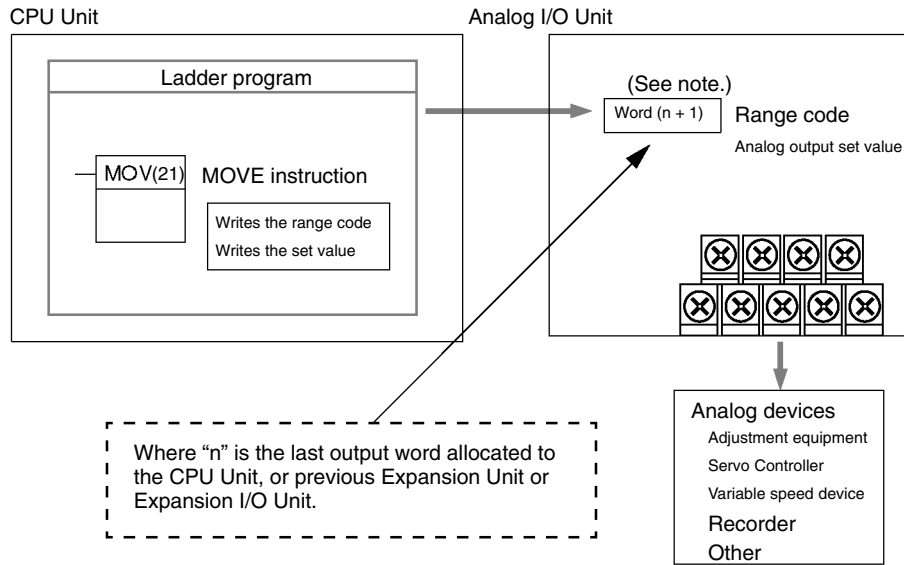 CPU Unit
Analog I/O Unit
Ladder program
(See note.)
Word (n + 1)
Range code
Analog output set value
MOV(21)
MOVE instruction
Writes the range code
Writes the set value
Where “n” is the last output word allocated to
the CPU Unit, or previous Expansion Unit or
Expansion I/O Unit.
Analog devices
Adjustment equipment
Servo Controller
Variable speed device
Recorder
Other